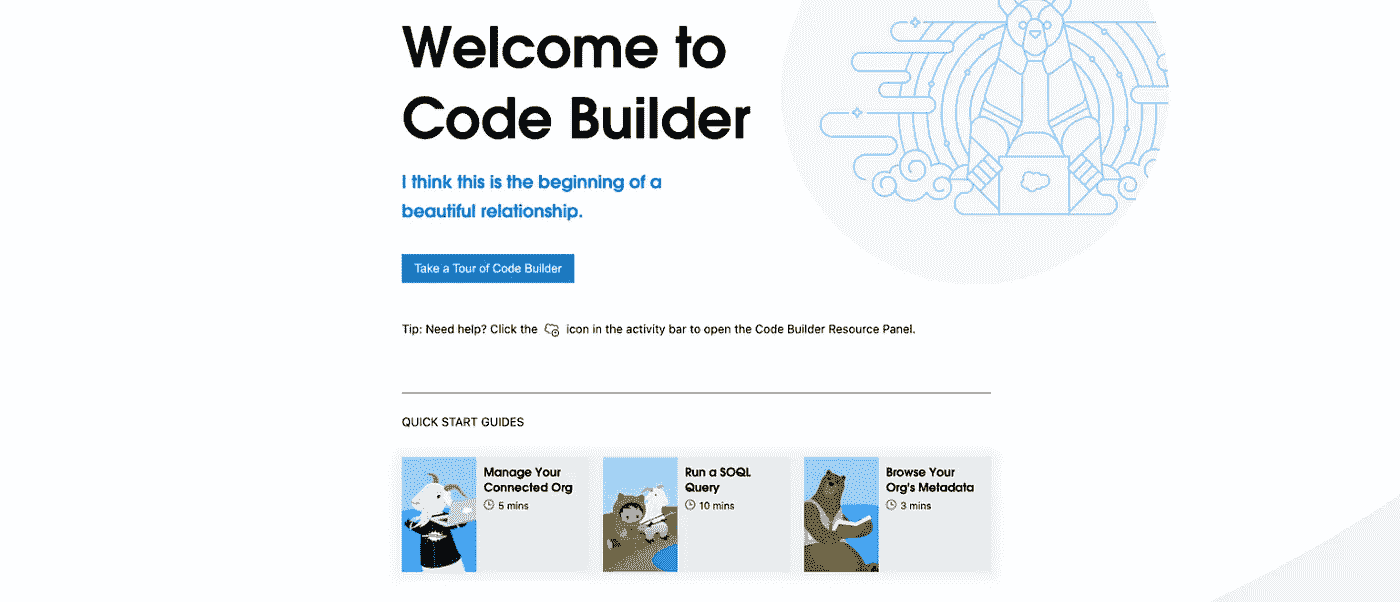 Welcome to
Code Builder
I think this is the beginning of a
beautiful relationship.
Take a Tour of Code Builder
Tip: Need help? Click the icon in the activity bar to open the Code Builder Resource Panel.
QUICK START GUIDES
Manage Your
Connected Org
5 mins
Run a SOQL
Query
10 mins
Browse Your
Org's Metadata
3 mins